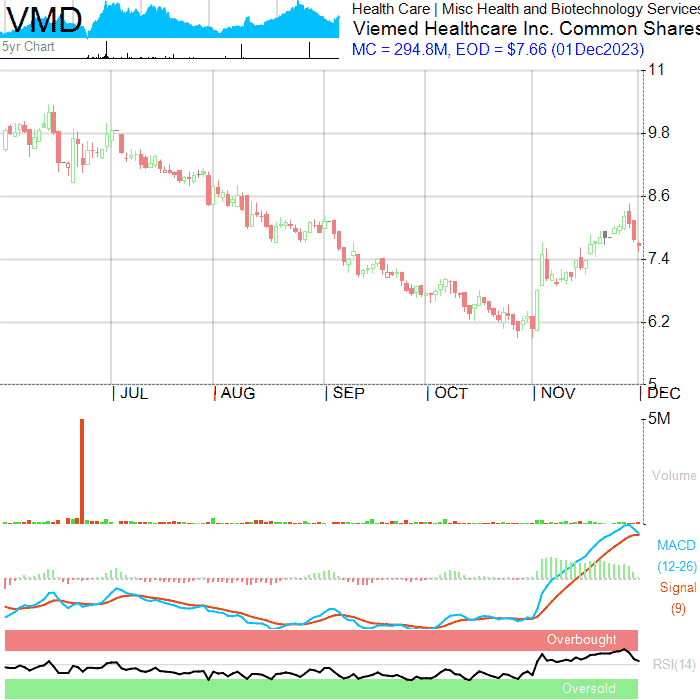 VMD
5yr Chart
Health Care | Misc Health and Biotechnology Services
Viemed Healthcare Inc. Common Shares
MC = 294.8M, EOD = $7.66 (01Dec2023)
11
9.8
8.6
7.4
6.2
5
| JUL | AUG | SEP | OCT | NOV | DEC
5M
Volume
MACD
(12-26)
Signal
(9)
Overbought
RSI(14)
Oversold